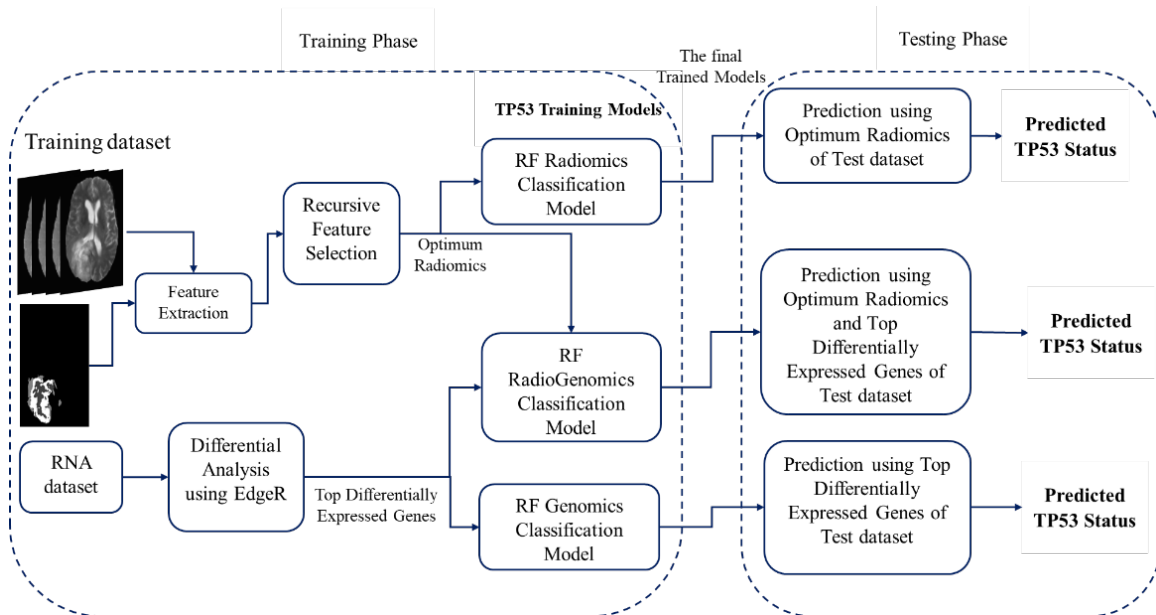 Training Phase
Testing Phase
The final
Trained Models
TP53 Training Models
Training dataset
Feature
Extraction
Recursive
Feature
Selection
Optimum
Radiomics
RF Radiomics
Classification
Model
RF
RadioGenomics
Classification
Model
RNA
dataset
Differential
Analysis
using EdgeR
Top Differentially
Expressed Genes
RF Genomics
Classification
Model
Prediction using
Optimum Radiomics
of Test dataset
Predicted
TP53 Status
Prediction using
Optimum Radiomics
and Top
Differentially
Expressed Genes of
Test dataset
Predicted
TP53 Status
Prediction using Top
Differentially
Expressed Genes of
Test dataset
Predicted
TP53 Status